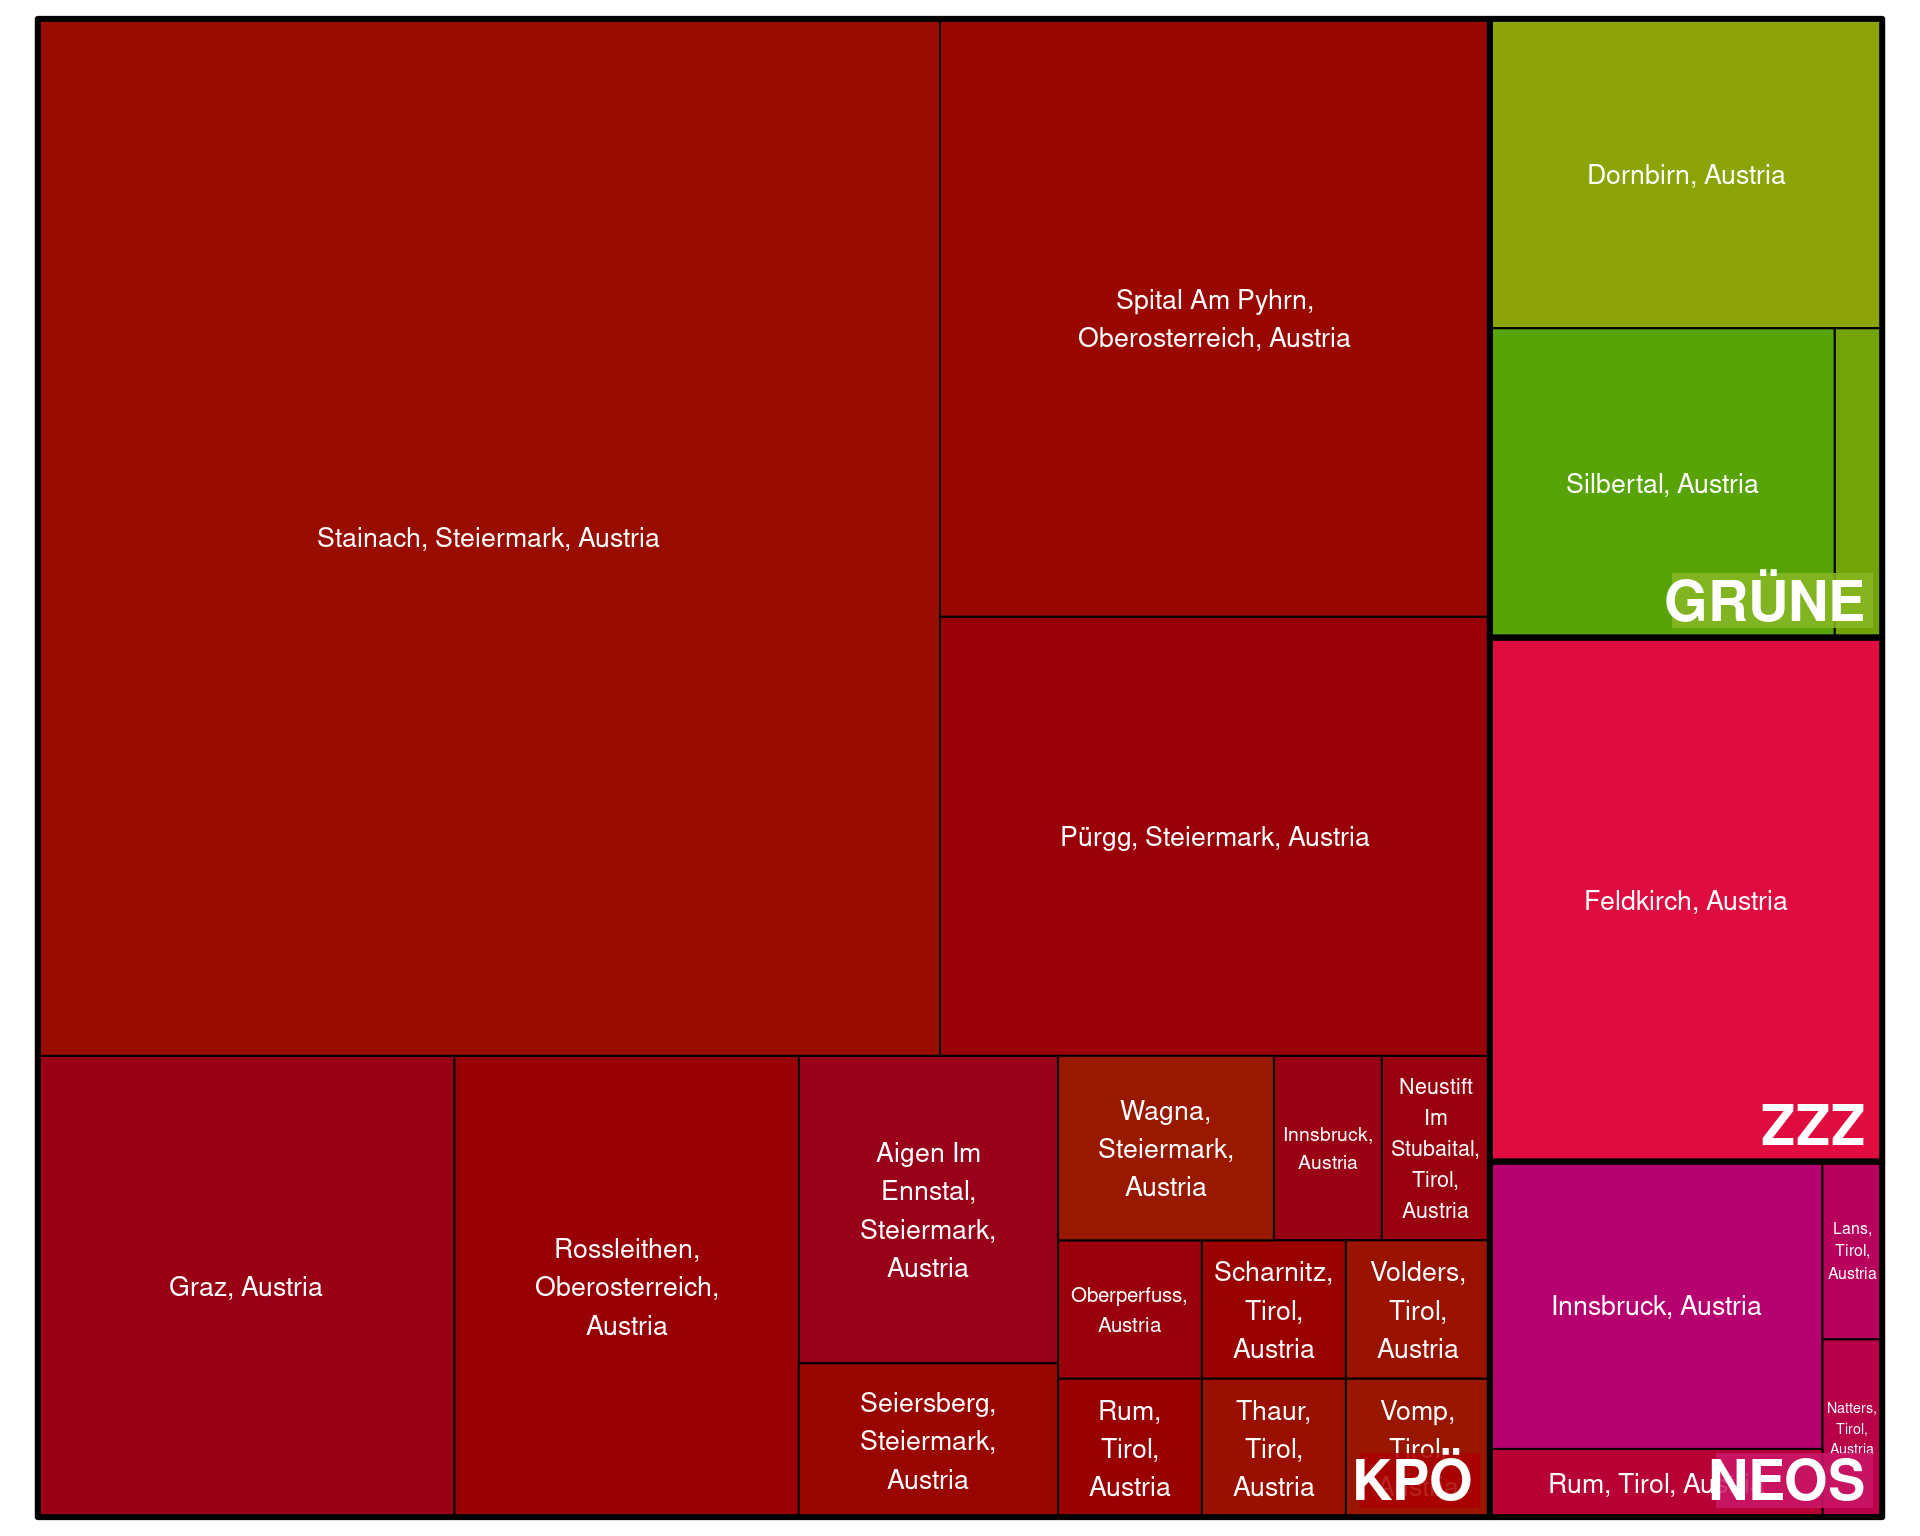 Stainach, Steiermark, Austria
Spital Am Pyhrn,
Oberosterreich, Austria
Pürgg, Steiermark, Austria
Graz, Austria
Rossleithen,
Oberosterreich,
Austria
Aigen Im
Ennstal,
Steiermark,
Austria
Seiersberg,
Steiermark,
Austria
Wagna,
Steiermark,
Austria
Innsbruck,
Austria
Neustift
Im
Stubaital,
Tirol,
Austria
Oberperfuss,
Austria
Scharnitz,
Tirol,
Austria
Volders,
Tirol,
Austria
Rum,
Tirol,
Austria
Thaur,
Tirol,
Austria
Vomp,
Tirol,
Austria
KPÖ
Dornbirn, Austria
Silbertal, Austria
GRÜNE
Feldkirch, Austria
ZZZ
Innsbruck, Austria
Lans,
Tirol,
Austria
Natters,
Tirol,
Austria
Rum, Tirol, Austria
NEOS